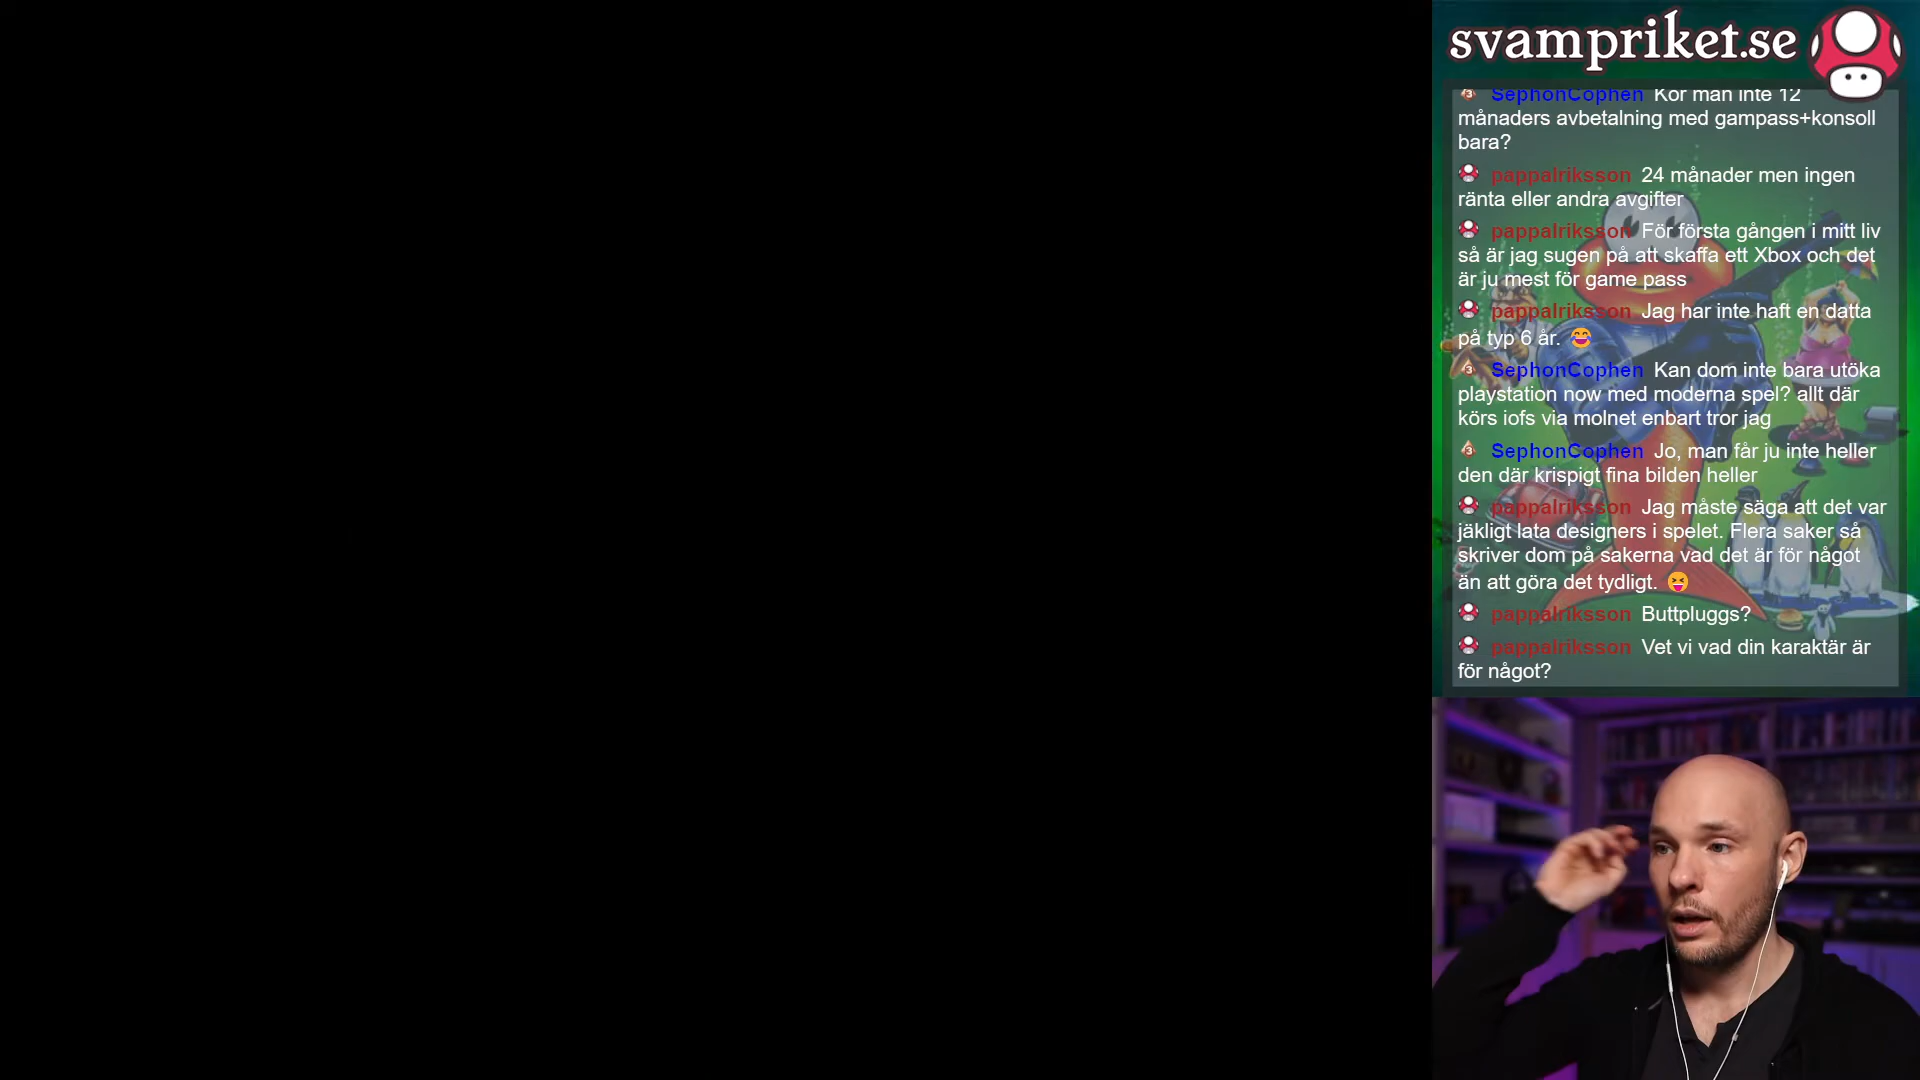 svampriket.se
SephonCophen Kör man inte 12
månaders avbetalning med gampass+konsoll
bara?
pappalriksson 24 månader men ingen
ränta eller andra avgifter
pappalriksson För första gången i mitt liv
så är jag sugen på att skaffa ett Xbox och det
är ju mest för game pass
pappalriksson Jag har inte haft en datta
på typ 6 år. 😄
SephonCophen Kan dom inte bara utöka
playstation now med moderna spel? allt där
körs iofs via molnet enbart tror jag
SephonCophen Jo, man får ju inte heller
den där krispigt fina bilden heller
pappalriksson Jag måste säga att det var
jäkligt lata designers i spelet. Flera saker så
skriver dom på sakerna vad det är för något
än att göra det tydligt. 😝
pappalriksson Buttpluggs?
pappalriksson Vet vi vad din karaktär är
för något?